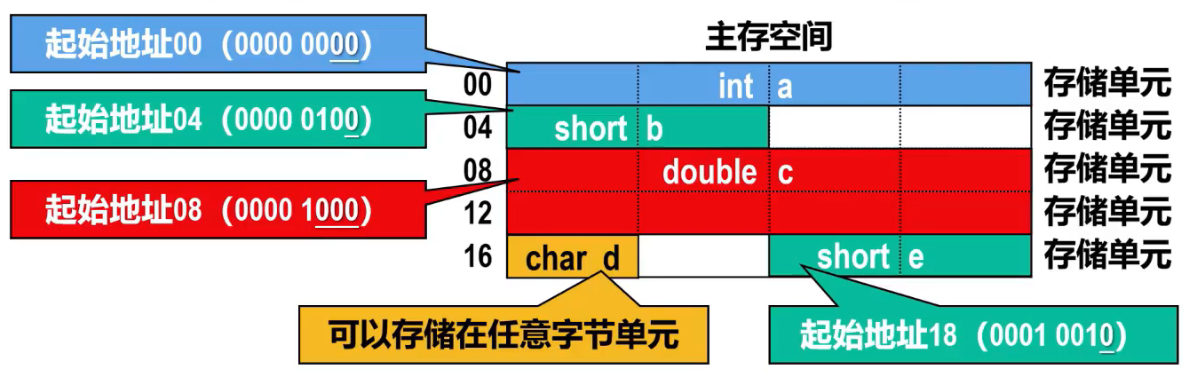 主存空间
起始地址00（0000 0000）
00 int a 存储单元
起始地址04（0000 0100）
04 short b 存储单元
08 double c 存储单元
起始地址08（0000 1000）
12 存储单元
16 char d short e 存储单元
可以存储在任意字节单元
起始地址18（0001 0010）